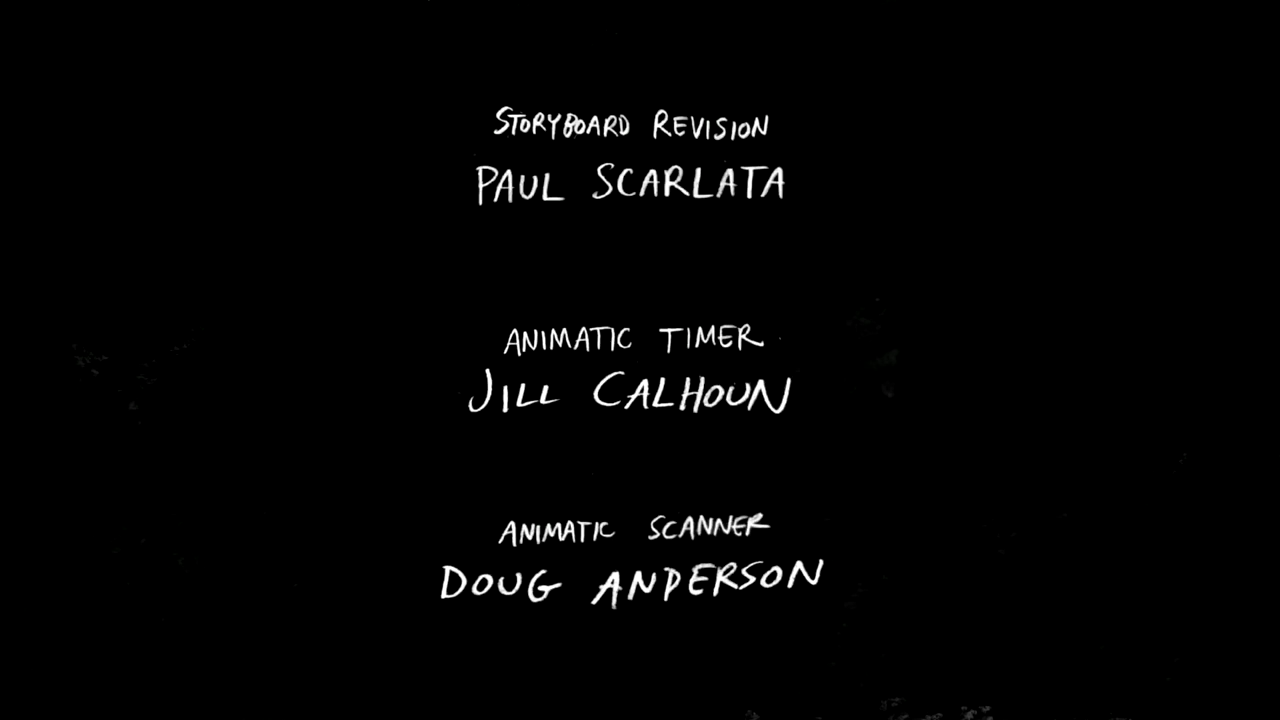 STORYBOARD REVISION
PAUL SCARLATA
ANIMATIC TIMER
JILL CALHOUN
ANIMATIC SCANNER
DOUG ANDERSON